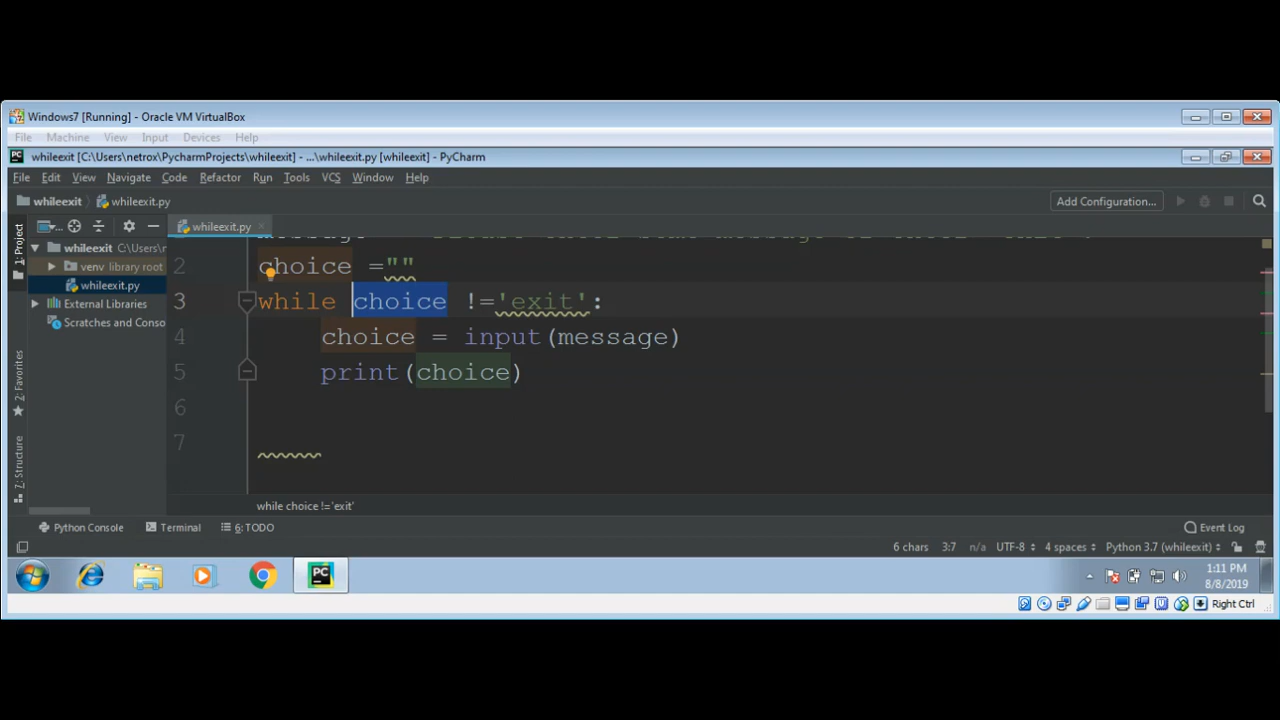 Windows7 [Running] - Oracle VM VirtualBox
File Machine View Input Devices Help
whileexit [C:\Users\netrox\PycharmProjects\whileexit] - ...\whileexit.py [whileexit] - PyCharm
File Edit View Navigate Code Refactor Run Tools VCS Window Help
whileexit whileexit.py Add Configuration...
1: Project
whileexit.py
whileexit C:\Users\n
venv library root
whileexit.py
External Libraries
Scratches and Conso
2: Favorites
7: Structure
2 choice =""
3 while choice !='exit':
4 choice = input(message)
5 print(choice)
6
7
while choice !='exit'
Python Console Terminal 6: TODO Event Log
6 chars 3:7 n/a UTF-8 4 spaces Python 3.7 (whileexit)
PC
1:11 PM
8/8/2019
Right Ctrl